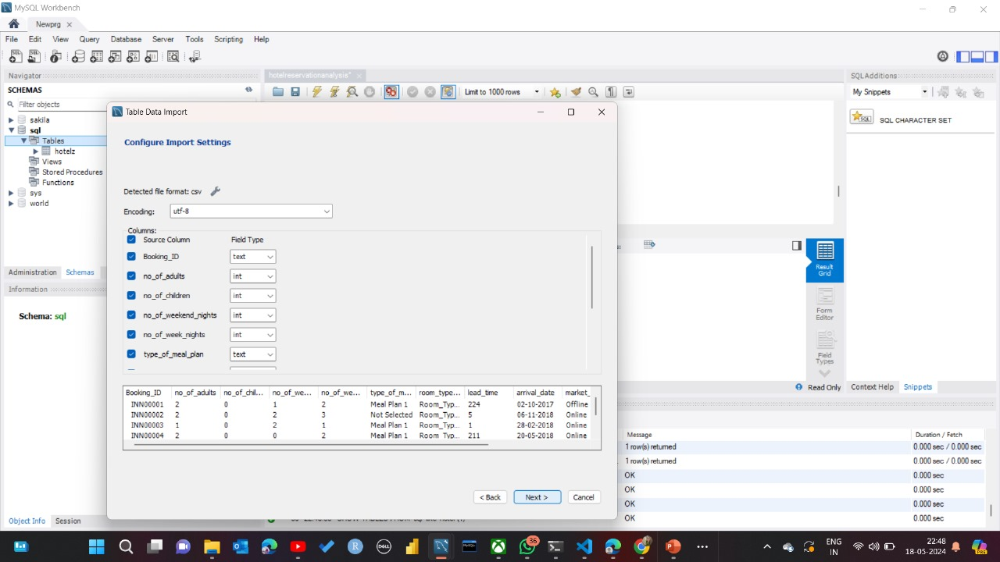 MySQL Workbench
Newprg
File Edit View Query Database Server Tools Scripting Help
Navigator
SCHEMAS
Filter objects
sakila
sql
Tables
hotelz
Views
Stored Procedures
Functions
sys
world
Administration Schemas
Information
Schema: sql
Object Info Session
hotelreservationanalysis*
Limit to 1000 rows
Table Data Import
Configure Import Settings
Detected file format: csv
Encoding: utf-8
Columns:
Source Column Field Type
Booking_ID text
no_of_adults int
no_of_children int
no_of_weekend_nights int
no_of_week_nights int
type_of_meal_plan text
Booking_ID no_of_adults no_of_chil... no_of_we... no_of_we... type_of_m... room_type... lead_time arrival_date market_
INN00001 2 0 1 2 Meal Plan 1 Room_Typ... 224 02-10-2017 Offline
INN00002 2 0 2 3 Not Selected Room_Typ... 5 06-11-2018 Online
INN00003 1 0 2 1 Meal Plan 1 Room_Typ... 1 28-02-2018 Online
INN00004 2 0 0 2 Meal Plan 1 Room_Typ... 211 20-05-2018 Online
< Back Next > Cancel
Result
Grid
Form
Editor
Field
Types
Read Only
SQLAdditions
My Snippets
SQL SQL CHARACTER SET
Context Help Snippets
Message Duration / Fetch
1 row(s) returned 0.000 sec / 0.000 sec
1 row(s) returned 0.000 sec / 0.000 sec
OK 0.000 sec
OK 0.000 sec
OK 0.000 sec
OK 0.000 sec
36
ENG
IN
22:48
18-05-2024